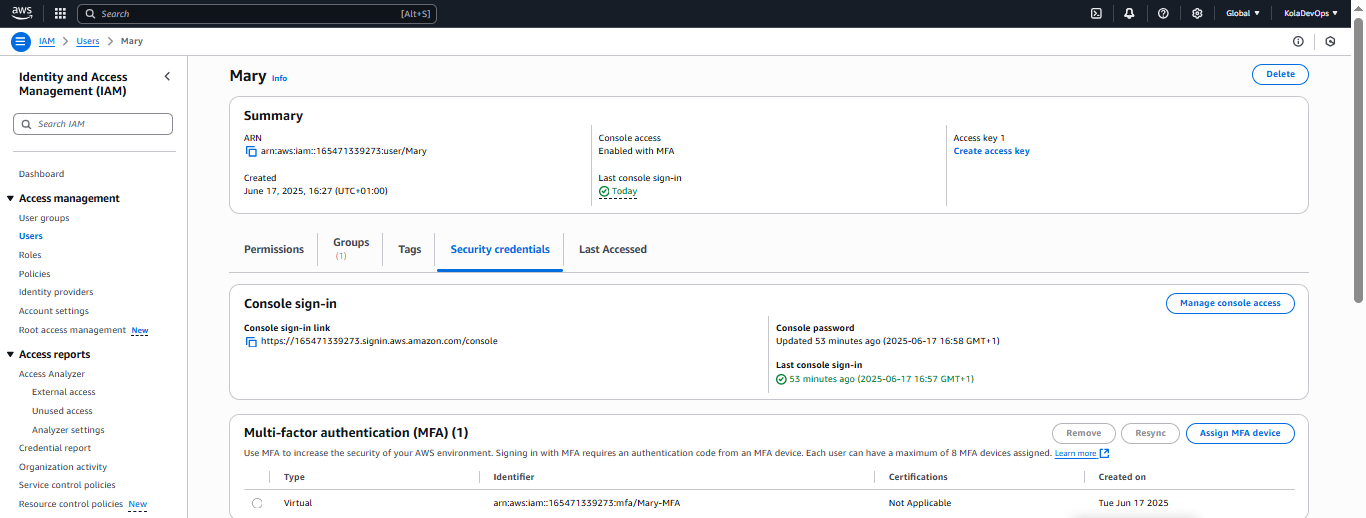 aws
Search
[Alt+S]
Global
KolaDevOps
IAM
Users
Mary
Identity and Access Management (IAM)
Search IAM
Dashboard
Access management
User groups
Users
Roles
Policies
Identity providers
Account settings
Root access management New
Access reports
Access Analyzer
External access
Unused access
Analyzer settings
Credential report
Organization activity
Service control policies
Resource control policies New
Mary Info
Delete
Summary
ARN
arn:aws:iam::165471339273:user/Mary
Created
June 17, 2025, 16:27 (UTC+01:00)
Console access
Enabled with MFA
Last console sign-in
Today
Access key 1
Create access key
Permissions
Groups
(1)
Tags
Security credentials
Last Accessed
Console sign-in
Manage console access
Console sign-in link
https://165471339273.signin.aws.amazon.com/console
Console password
Updated 53 minutes ago (2025-06-17 16:58 GMT+1)
Last console sign-in
53 minutes ago (2025-06-17 16:57 GMT+1)
Multi-factor authentication (MFA) (1)
Remove
Resync
Assign MFA device
Use MFA to increase the security of your AWS environment. Signing in with MFA requires an authentication code from an MFA device. Each user can have a maximum of 8 MFA devices assigned. Learn more
Type
Identifier
Certifications
Created on
Virtual
arn:aws:iam::165471339273:mfa/Mary-MFA
Not Applicable
Tue Jun 17 2025